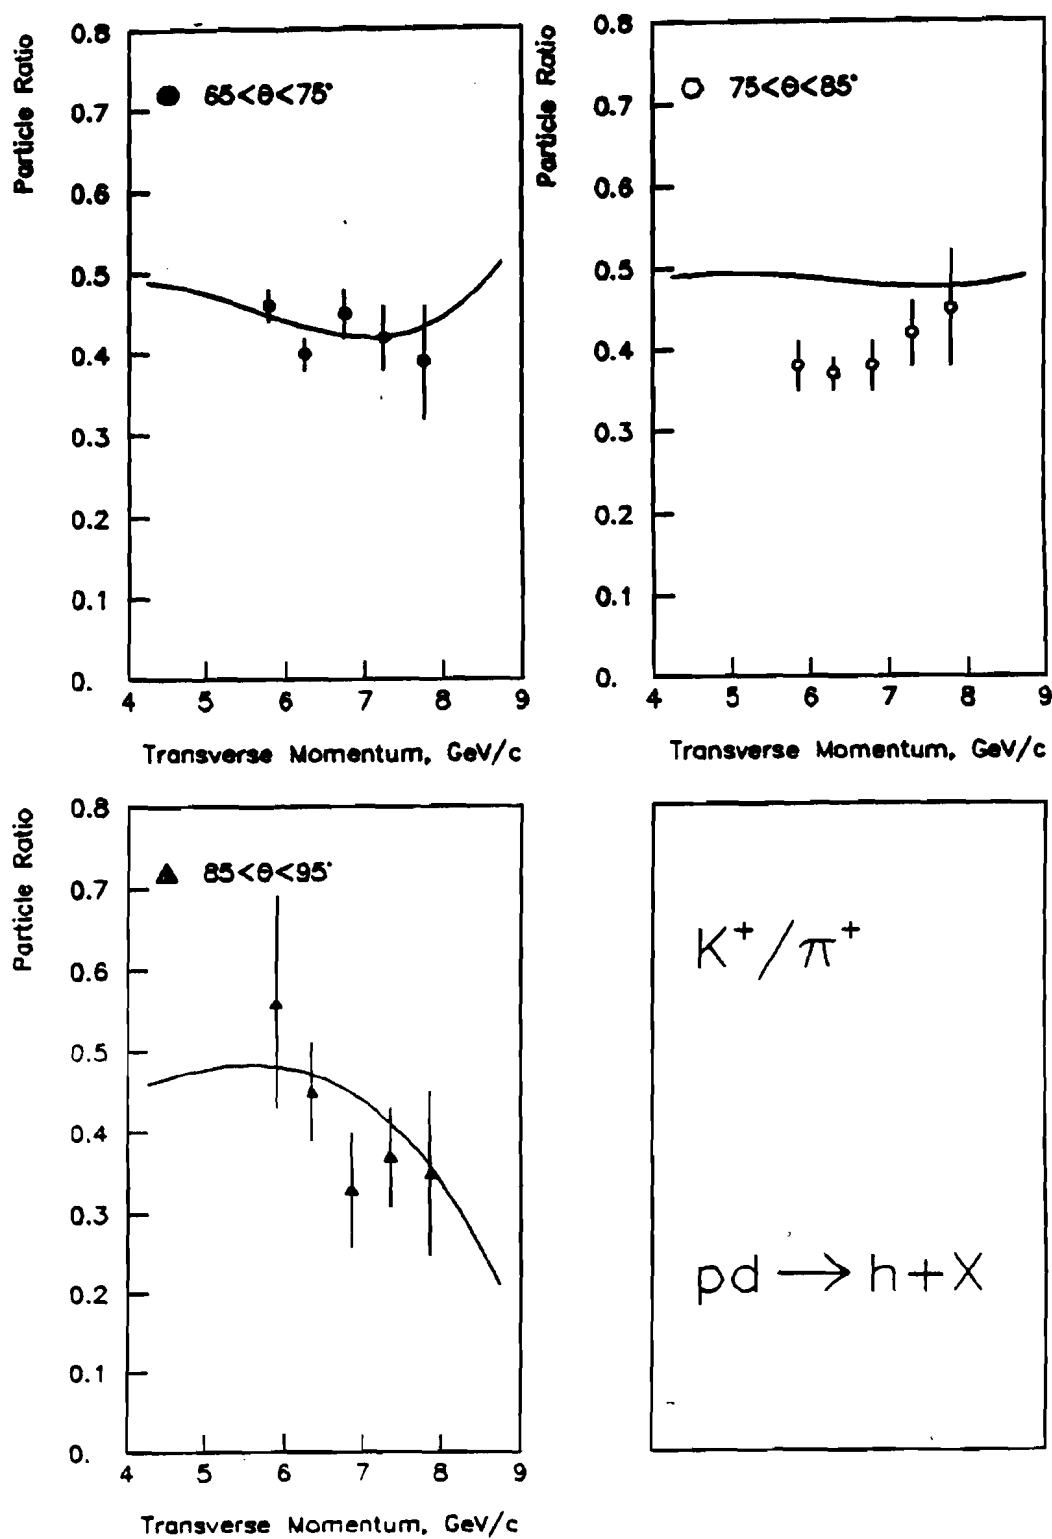 Particle Ratio
0.8
0.7
0.6
0.5
0.4
0.3
0.2
0.1
0.
● 65<θ<75°
4 5 6 7 8 9
Transverse Momentum, GeV/c
Particle Ratio
0.8
0.7
0.6
0.5
0.4
0.3
0.2
0.1
0.
○ 75<θ<85°
4 5 6 7 8 9
Transverse Momentum, GeV/c
Particle Ratio
0.8
0.7
0.6
0.5
0.4
0.3
0.2
0.1
0.
▲ 85<θ<95°
4 5 6 7 8 9
Transverse Momentum, GeV/c
K⁺/π⁺
pd → h+X